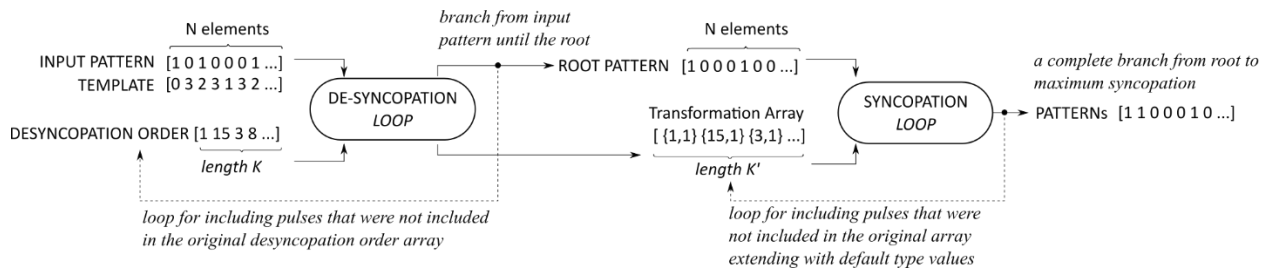 N elements
INPUT PATTERN [1 0 1 0 0 0 1 ...]
TEMPLATE [0 3 2 3 1 3 2 ...]
DESYNCOPATION ORDER [1 15 3 8 ...]
length K
DE-SYNCOPATION
LOOP
branch from input
pattern until the root
loop for including pulses that were not included
in the original desyncopation order array
N elements
ROOT PATTERN [1 0 0 0 1 0 0 ...]
Transformation Array
[ {1,1} {15,1} {3,1} ...]
length K'
loop for including pulses that were
not included in the original array
extending with default type values
SYNCOPATION
LOOP
a complete branch from root to
maximum syncopation
PATTERNs [1 1 0 0 0 1 0 ...]